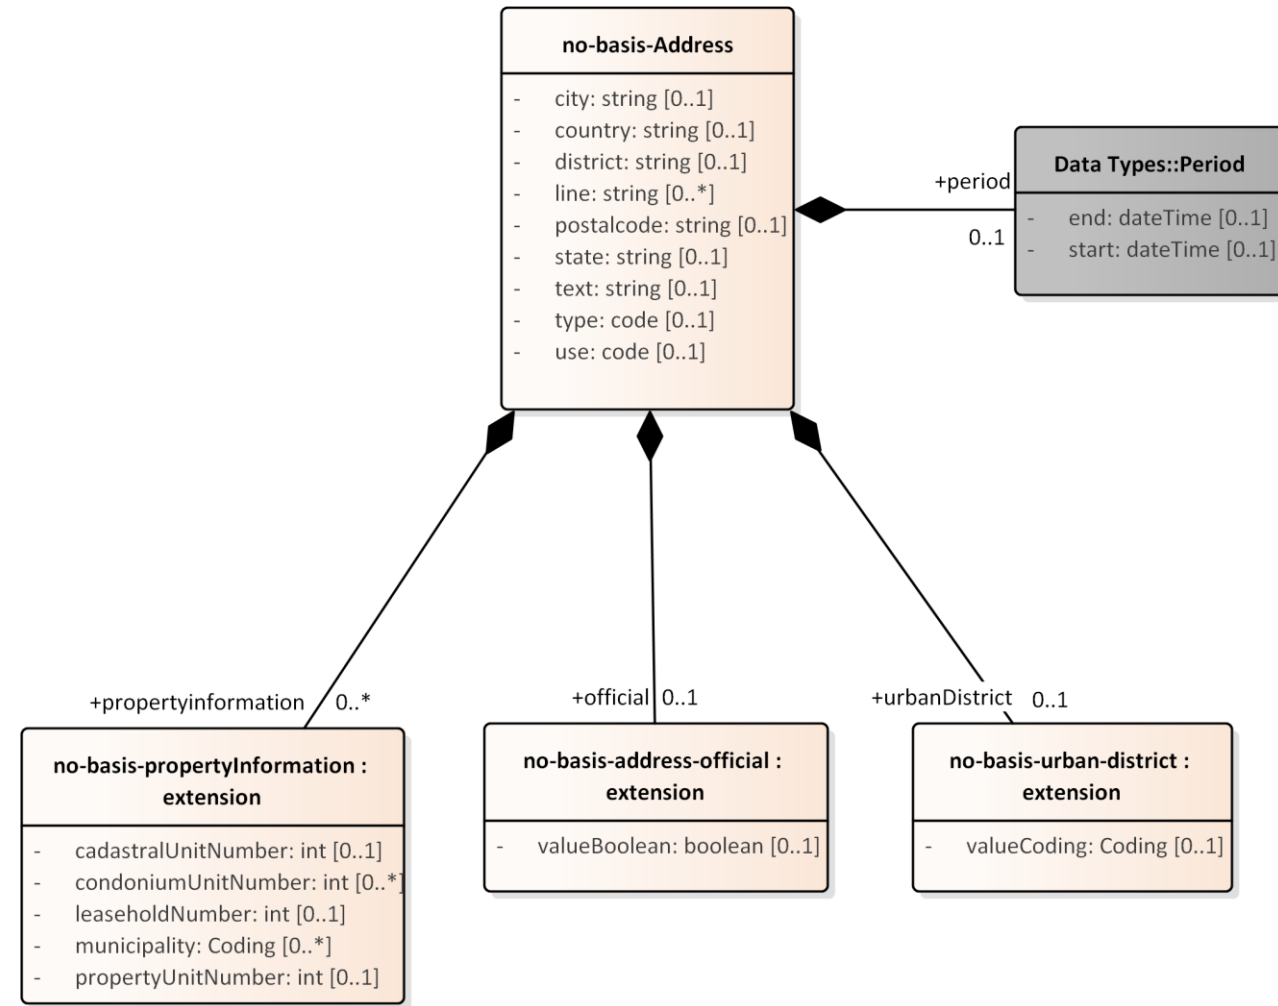 no-basis-Address
- city: string [0..1]
- country: string [0..1]
- district: string [0..1]
- line: string [0..*]
- postalcode: string [0..1]
- state: string [0..1]
- text: string [0..1]
- type: code [0..1]
- use: code [0..1]
+period
0..1
Data Types::Period
- end: dateTime [0..1]
- start: dateTime [0..1]
+propertyinformation 0..*
+official 0..1
+urbanDistrict 0..1
no-basis-propertyInformation :
extension
- cadastralUnitNumber: int [0..1]
- condoniumUnitNumber: int [0..*]
- leaseholdNumber: int [0..1]
- municipality: Coding [0..*]
- propertyUnitNumber: int [0..1]
no-basis-address-official :
extension
- valueBoolean: boolean [0..1]
no-basis-urban-district :
extension
- valueCoding: Coding [0..1]